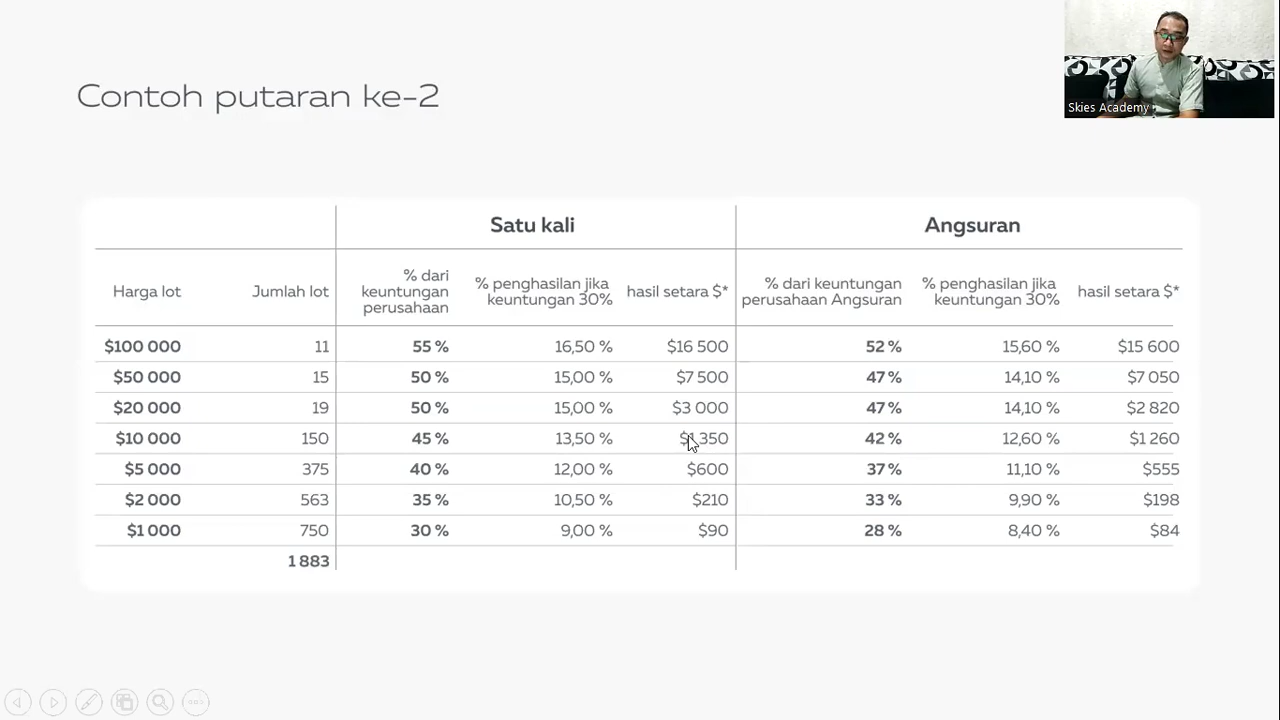 Skies Academy
Contoh putaran ke-2
Satu kali Angsuran
Harga lot Jumlah lot % dari keuntungan perusahaan % penghasilan jika keuntungan 30% hasil setara $* % dari keuntungan perusahaan Angsuran % penghasilan jika keuntungan 30% hasil setara $*
$100 000 11 55 % 16,50 % $16 500 52 % 15,60 % $15 600
$50 000 15 50 % 15,00 % $7 500 47 % 14,10 % $7 050
$20 000 19 50 % 15,00 % $3 000 47 % 14,10 % $2 820
$10 000 150 45 % 13,50 % $1 350 42 % 12,60 % $1 260
$5 000 375 40 % 12,00 % $600 37 % 11,10 % $555
$2 000 563 35 % 10,50 % $210 33 % 9,90 % $198
$1 000 750 30 % 9,00 % $90 28 % 8,40 % $84
1 883